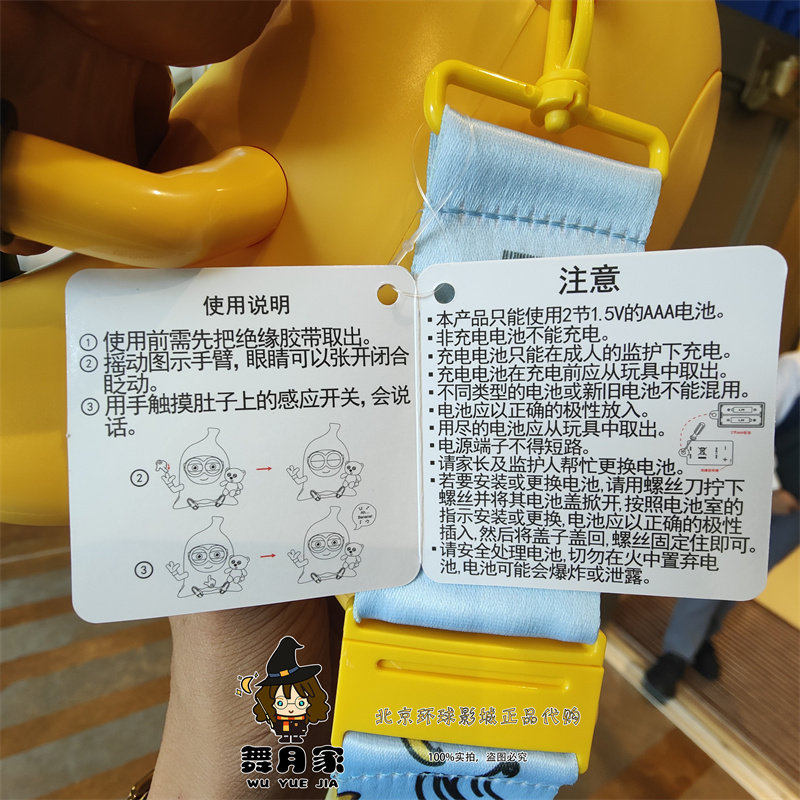 使用说明
① 使用前需先把绝缘胶带取出。
② 摇动图示手臂, 眼睛可以张开闭合
眨动。
③ 用手触摸肚子上的感应开关, 会说
话。
②
③
注意
▪ 本产品只能使用2节1.5V的AAA电池。
▪ 非充电电池不能充电。
▪ 充电电池只能在成人的监护下充电。
▪ 充电电池在充电前应从玩具中取出。
▪ 不同类型的电池或新旧电池不能混用。
▪ 电池应以正确的极性放入。
▪ 用尽的电池应从玩具中取出。
▪ 电源端子不得短路。
▪ 请家长及监护人帮忙更换电池。
▪ 若要安装或更换电池, 请用螺丝刀拧下
螺丝并将其电池盖掀开, 按照电池室的
指示安装或更换, 电池应以正确的极性
插入, 然后将盖子盖回, 螺丝固定住即可。
▪ 请安全处理电池, 切勿在火中置弃电
池, 电池可能会爆炸或泄露。
北京环球影城正品代购
100%实拍, 盗图必究
舞月家
WU YUE JIA